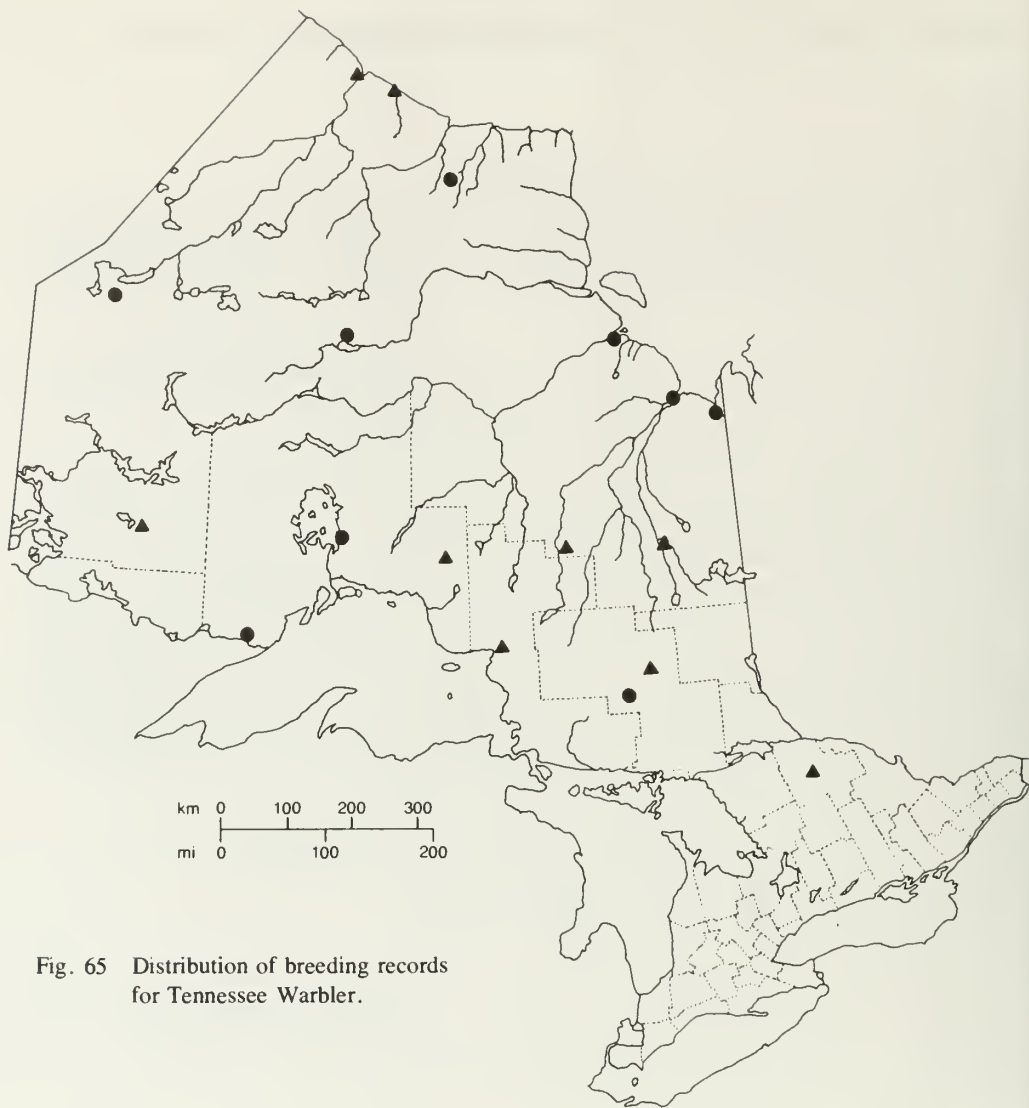 km 0 100 200 300
mi 0 100 200
Fig. 65 Distribution of breeding records
for Tennessee Warbler.